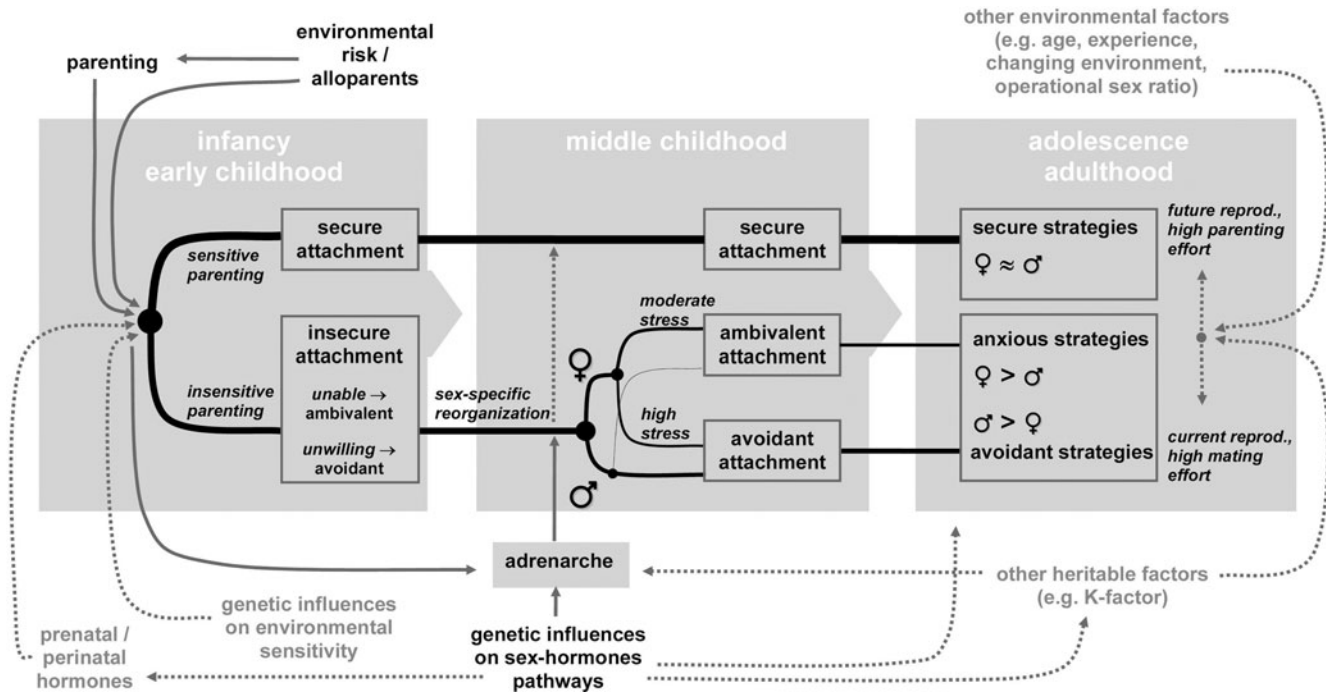 parenting
environmental
risk /
alloparents
other environmental factors
(e.g. age, experience,
changing environment,
operational sex ratio)
infancy
early childhood
middle childhood
adolescence
adulthood
sensitive
parenting
secure
attachment
secure
attachment
secure strategies
♀ ≈ ♂
future reprod.,
high parenting
effort
insensitive
parenting
insecure
attachment
unable →
ambivalent
unwilling →
avoidant
sex-specific
reorganization
♀
♂
moderate
stress
high
stress
ambivalent
attachment
avoidant
attachment
anxious strategies
♀ > ♂
♂ > ♀
avoidant strategies
current reprod.,
high mating
effort
adrenarche
other heritable factors
(e.g. K-factor)
genetic influences
on environmental
sensitivity
prenatal /
perinatal
hormones
genetic influences
on sex-hormones
pathways